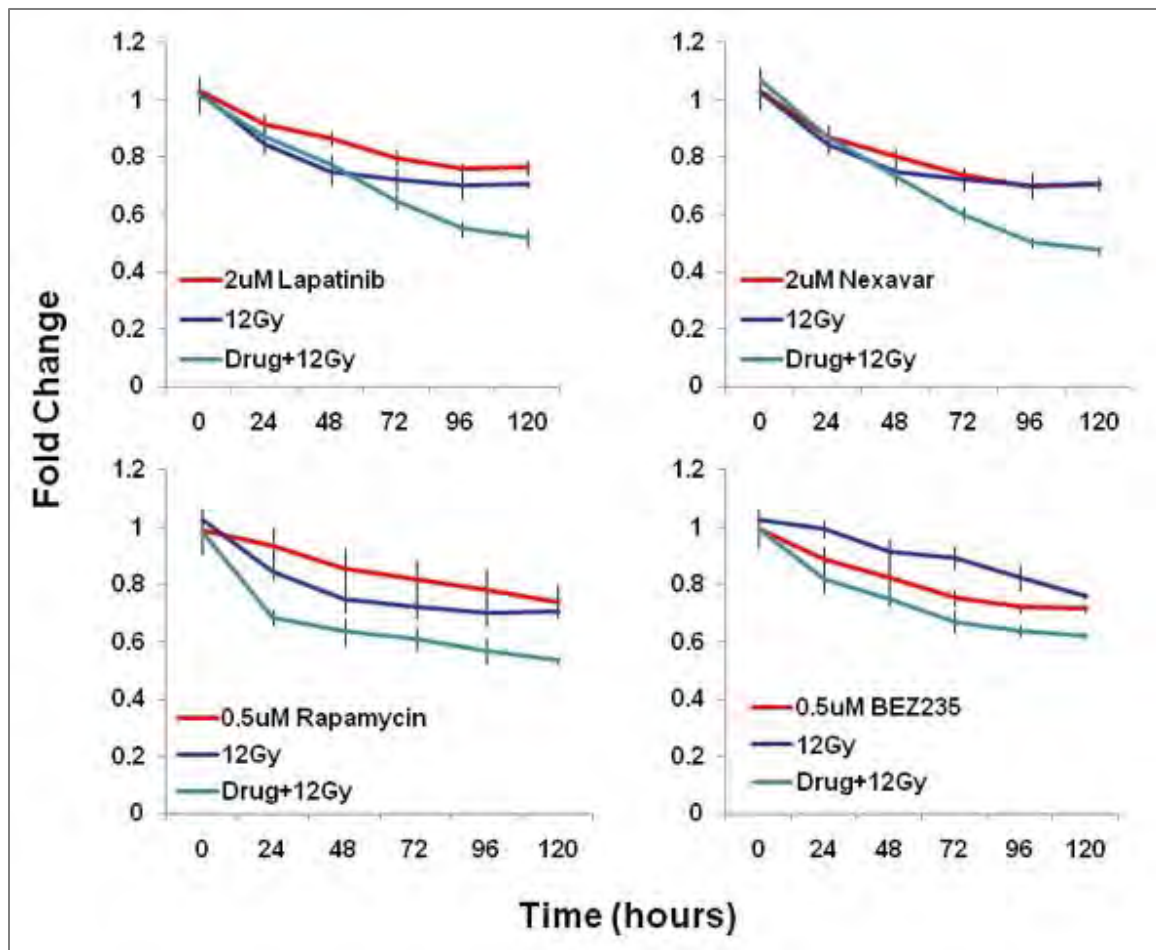 Fold Change
1.2
1
0.8
0.6
0.4
0.2
0
2uM Lapatinib
12Gy
Drug+12Gy
0 24 48 72 96 120
1.2
1
0.8
0.6
0.4
0.2
0
2uM Nexavar
12Gy
Drug+12Gy
0 24 48 72 96 120
1.2
1
0.8
0.6
0.4
0.2
0
0.5uM Rapamycin
12Gy
Drug+12Gy
0 24 48 72 96 120
1.2
1
0.8
0.6
0.4
0.2
0
0.5uM BEZ235
12Gy
Drug+12Gy
0 24 48 72 96 120
Time (hours)